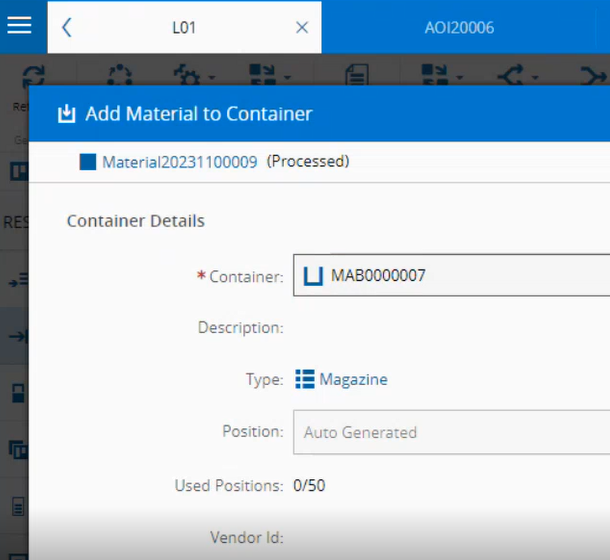 L01
AOI20006
Add Material to Container
Material20231100009 (Processed)
Container Details
RES
* Container: MAB0000007
Description:
Type: Magazine
Position: Auto Generated
Used Positions: 0/50
Vendor Id: